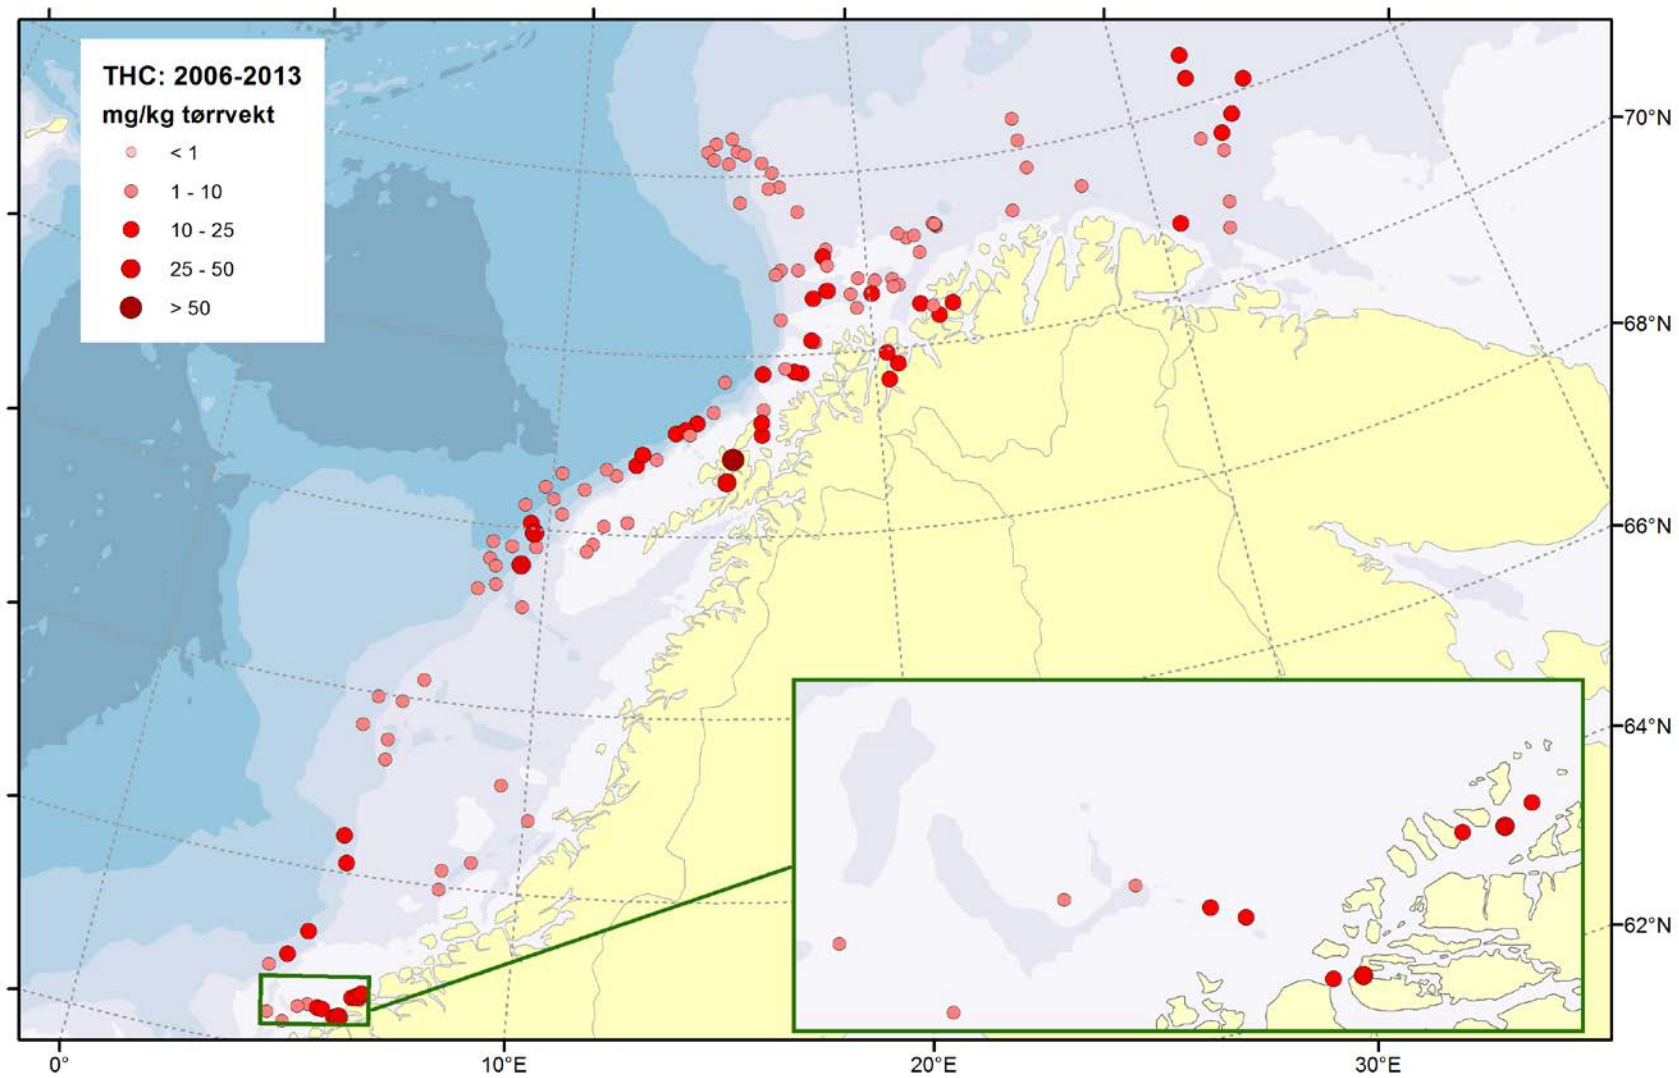 THC: 2006-2013
mg/kg tørrvekt
< 1
1 - 10
10 - 25
25 - 50
> 50
70°N
68°N
66°N
64°N
62°N
0°
10°E
20°E
30°E